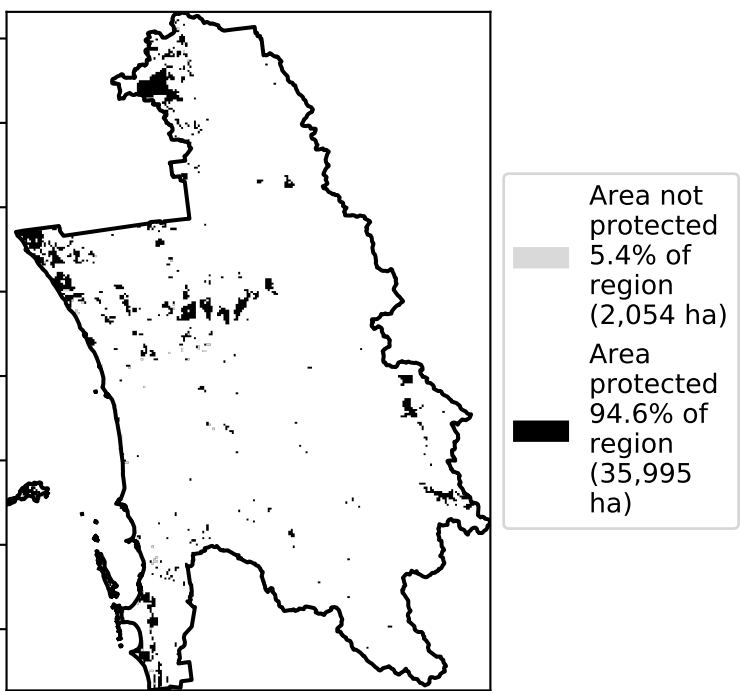 Area not
protected
5.4% of
region
(2,054 ha)
Area
protected
94.6% of
region
(35,995
ha)